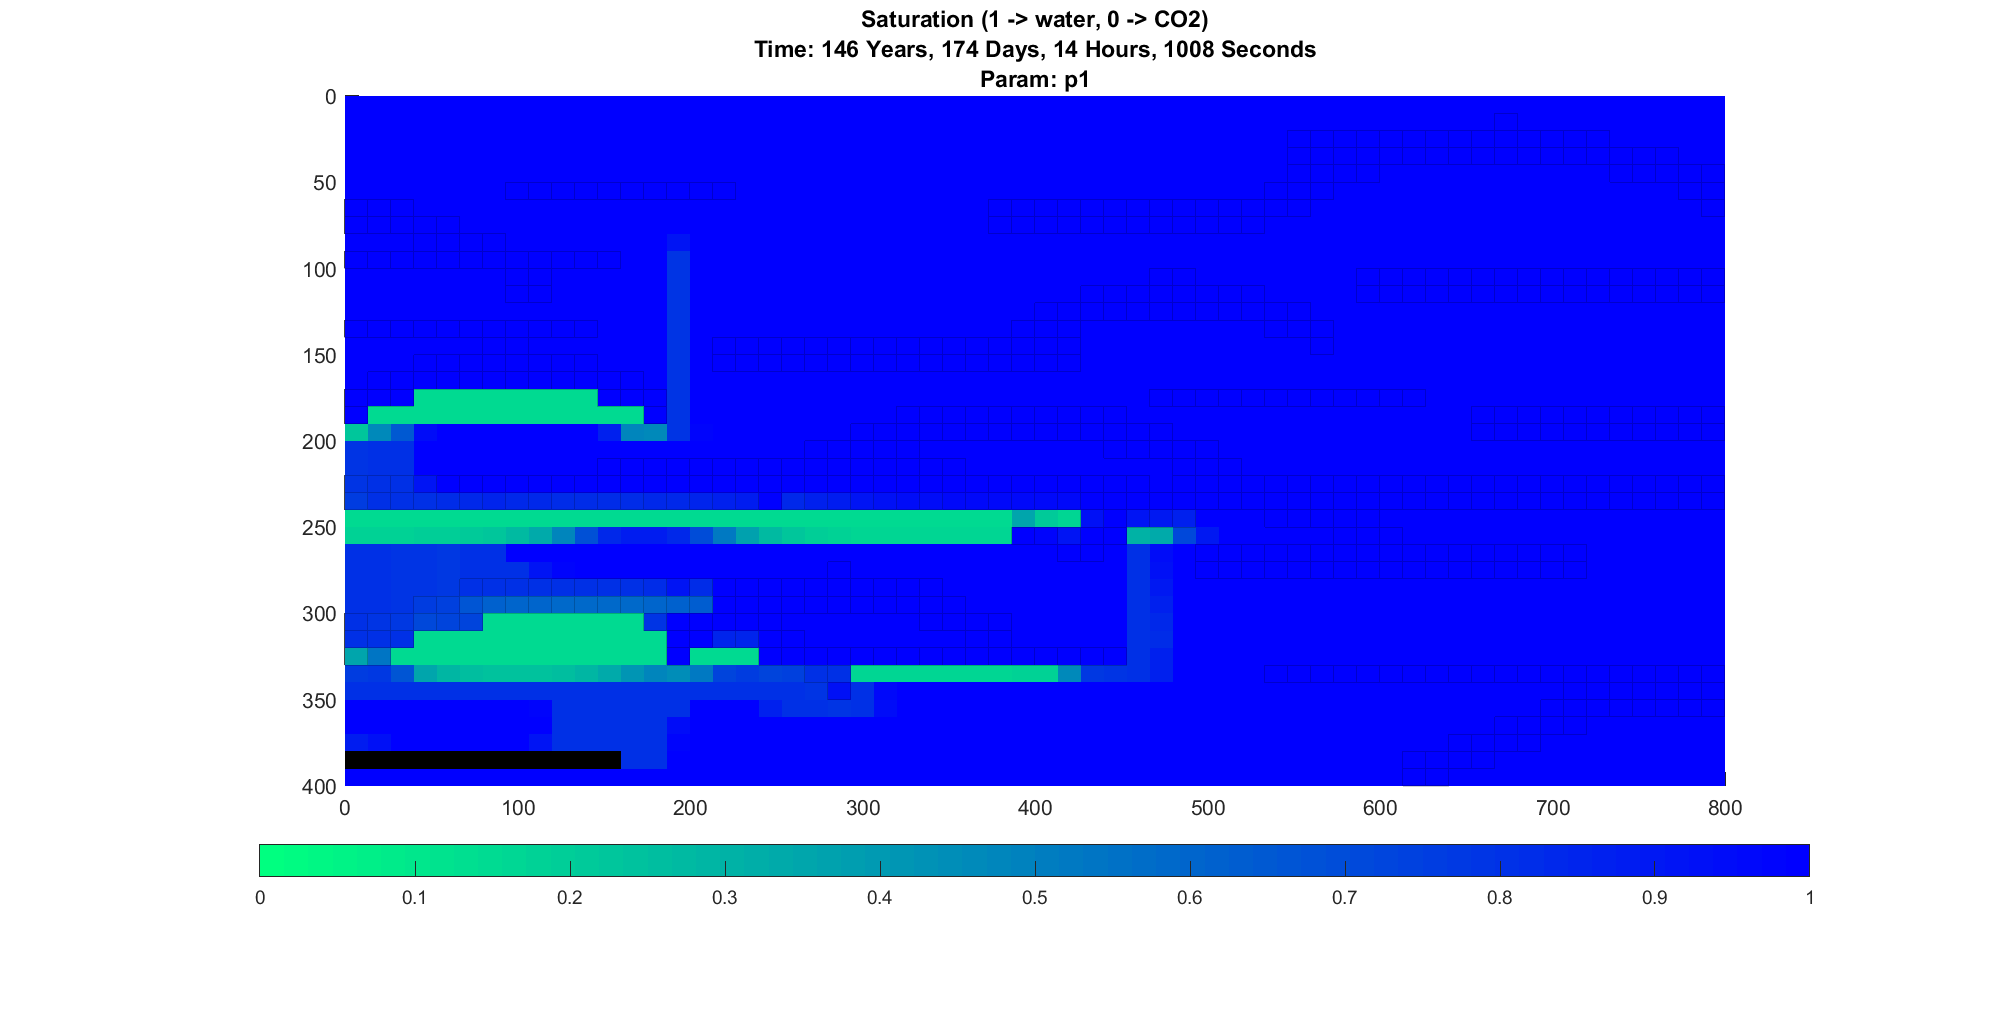 Saturation (1 -> water, 0 -> CO2)
Time: 146 Years, 174 Days, 14 Hours, 1008 Seconds
Param: p1
0
50
100
150
200
250
300
350
400
0 100 200 300 400 500 600 700 800
0 0.1 0.2 0.3 0.4 0.5 0.6 0.7 0.8 0.9 1